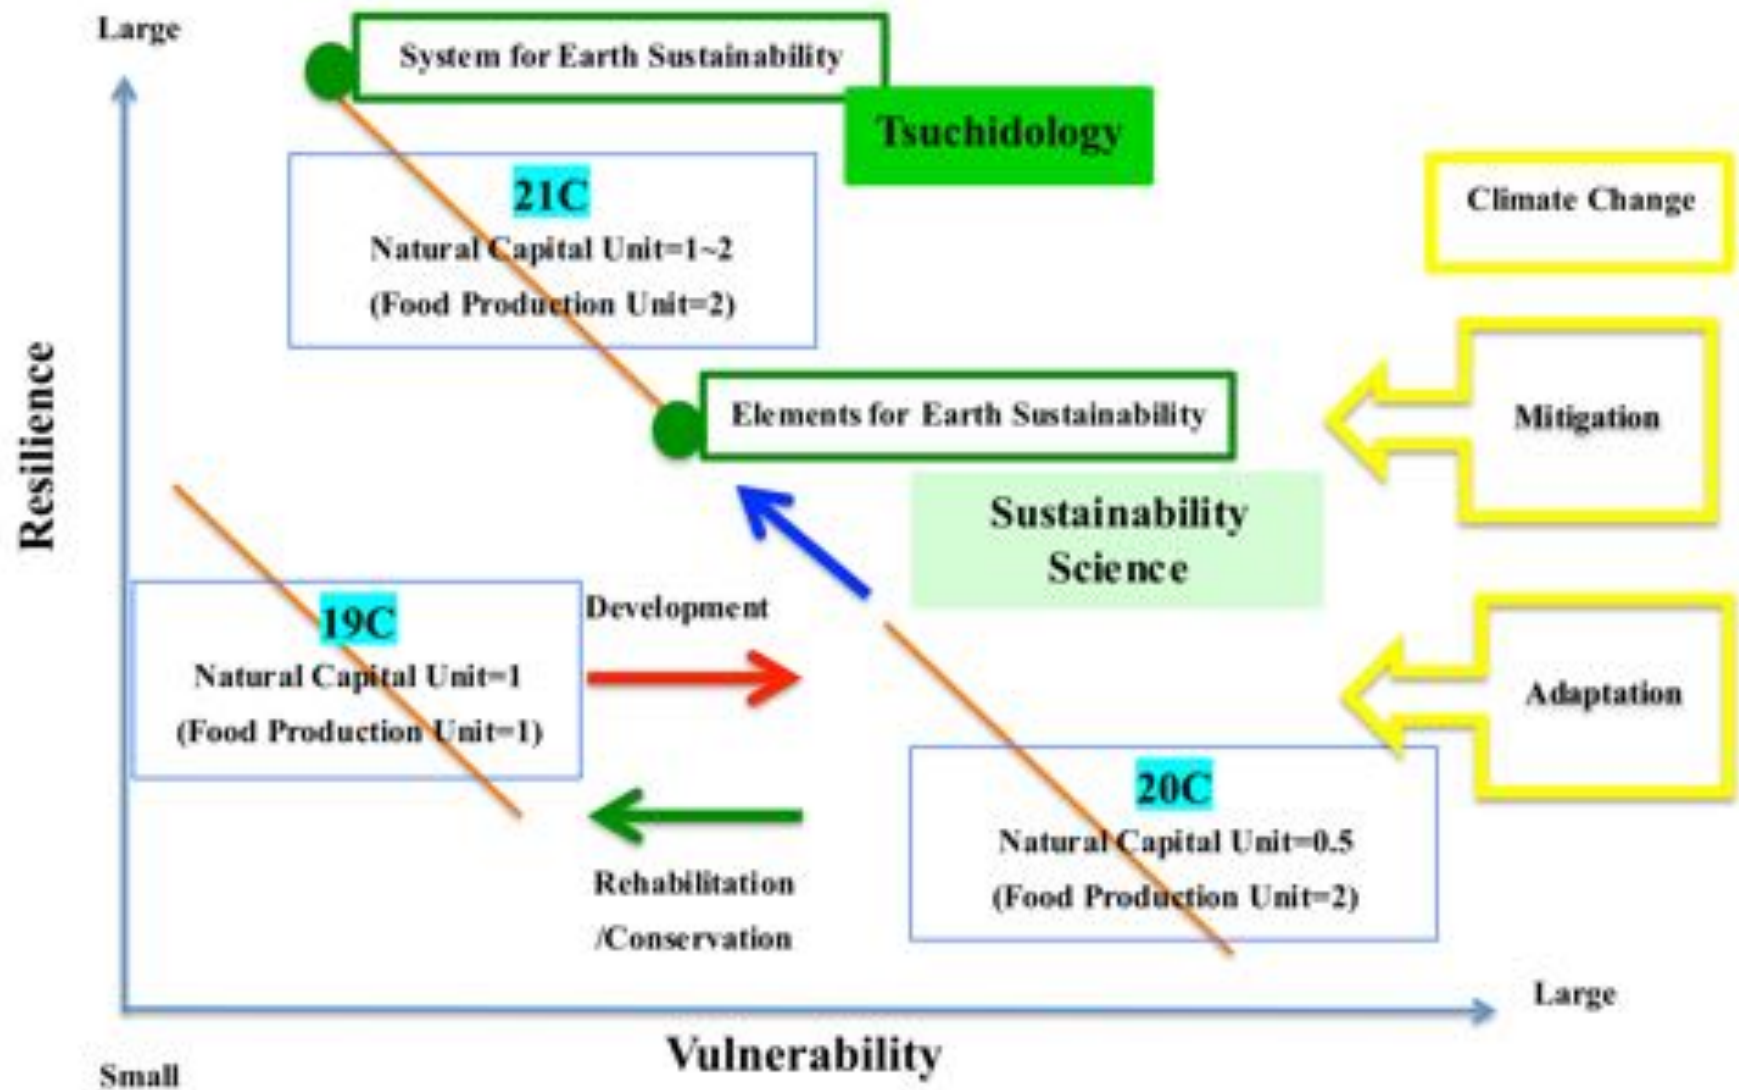 Large
System for Earth Sustainability
Tsuchidology
21C
Natural Capital Unit=1~2
(Food Production Unit=2)
Climate Change
Resilience
Elements for Earth Sustainability
Mitigation
Sustainability
Science
19C
Natural Capital Unit=1
(Food Production Unit=1)
Development
Adaptation
20C
Natural Capital Unit=0.5
(Food Production Unit=2)
Rehabilitation
/Conservation
Large
Vulnerability
Small